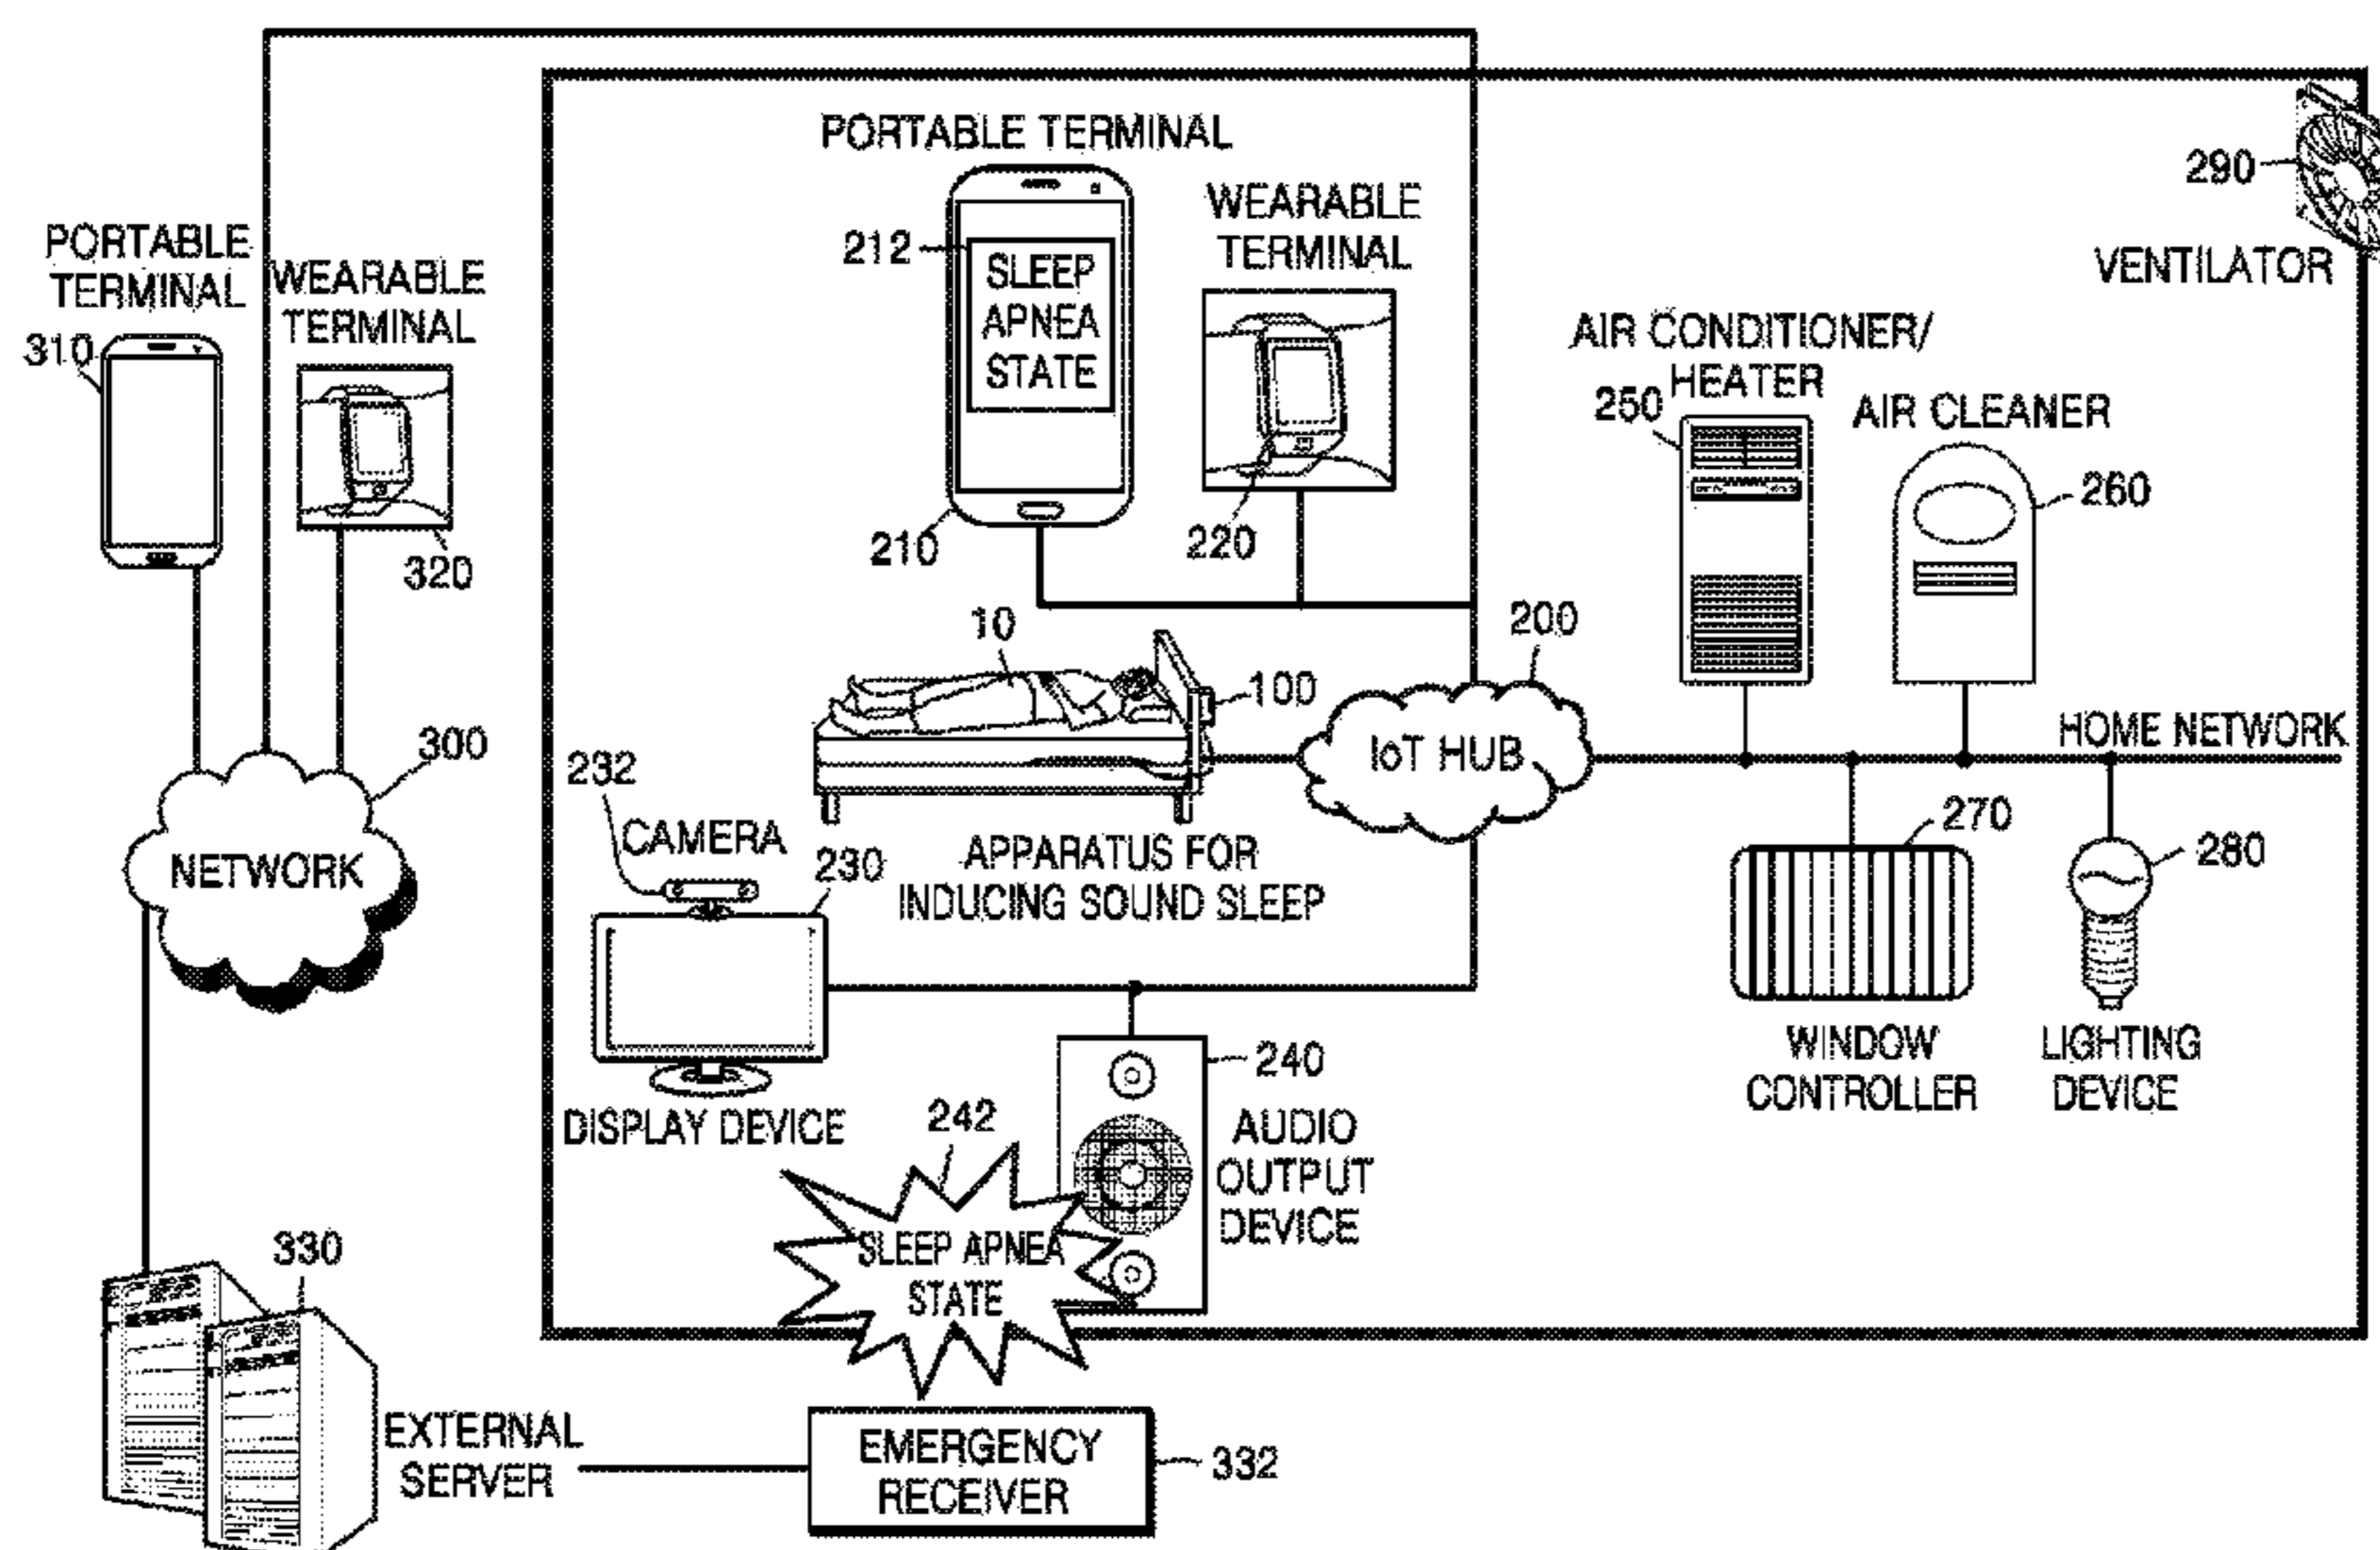 PORTABLE TERMINAL
290
VENTILATOR
WEARABLE
TERMINAL
212
SLEEP
APNEA
STATE
210
220
PORTABLE
TERMINAL
310
WEARABLE
TERMINAL
320
AIR CONDITIONER/
HEATER
250
AIR CLEANER
260
10
100
200
IoT HUB
HOME NETWORK
300
NETWORK
232
CAMERA
230
APPARATUS FOR
INDUCING SOUND SLEEP
270
280
WINDOW
CONTROLLER
LIGHTING
DEVICE
DISPLAY DEVICE
240
AUDIO
OUTPUT
DEVICE
242
SLEEP APNEA
STATE
330
EXTERNAL
SERVER
EMERGENCY
RECEIVER
332